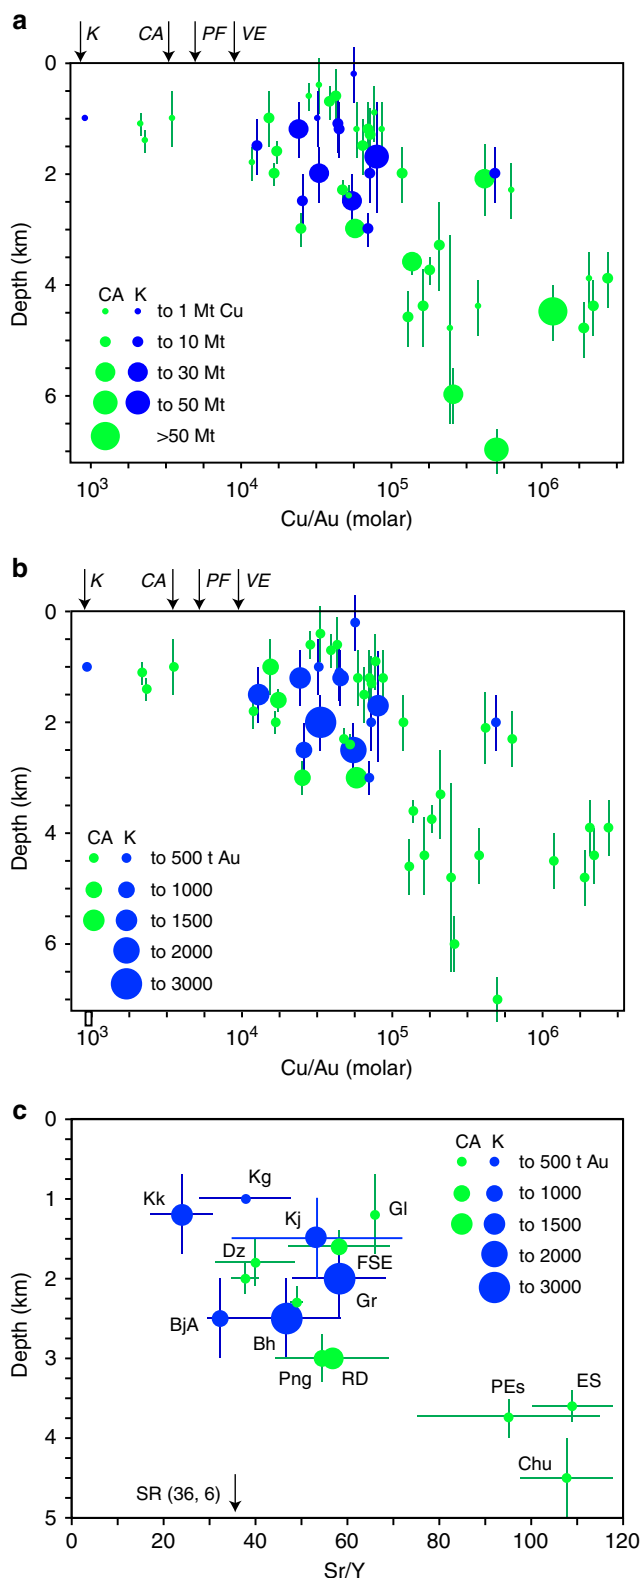 a
K CA PF VE
0
2
4
6
Depth (km)
CA K
to 1 Mt Cu
to 10 Mt
to 30 Mt
to 50 Mt
>50 Mt
10³ 10⁴ 10⁵ 10⁶
Cu/Au (molar)
b
K CA PF VE
0
2
4
6
Depth (km)
CA K
to 500 t Au
to 1000
to 1500
to 2000
to 3000
10³ 10⁴ 10⁵ 10⁶
Cu/Au (molar)
c
0
1
2
3
4
5
Depth (km)
CA K
to 500 t Au
to 1000
to 1500
to 2000
to 3000
Kg
Kk
Kj
Gl
Dz
FSE
Gr
BjA
Bh
Png RD
PEs ES
Chu
SR (36, 6)
0 20 40 60 80 100 120
Sr/Y